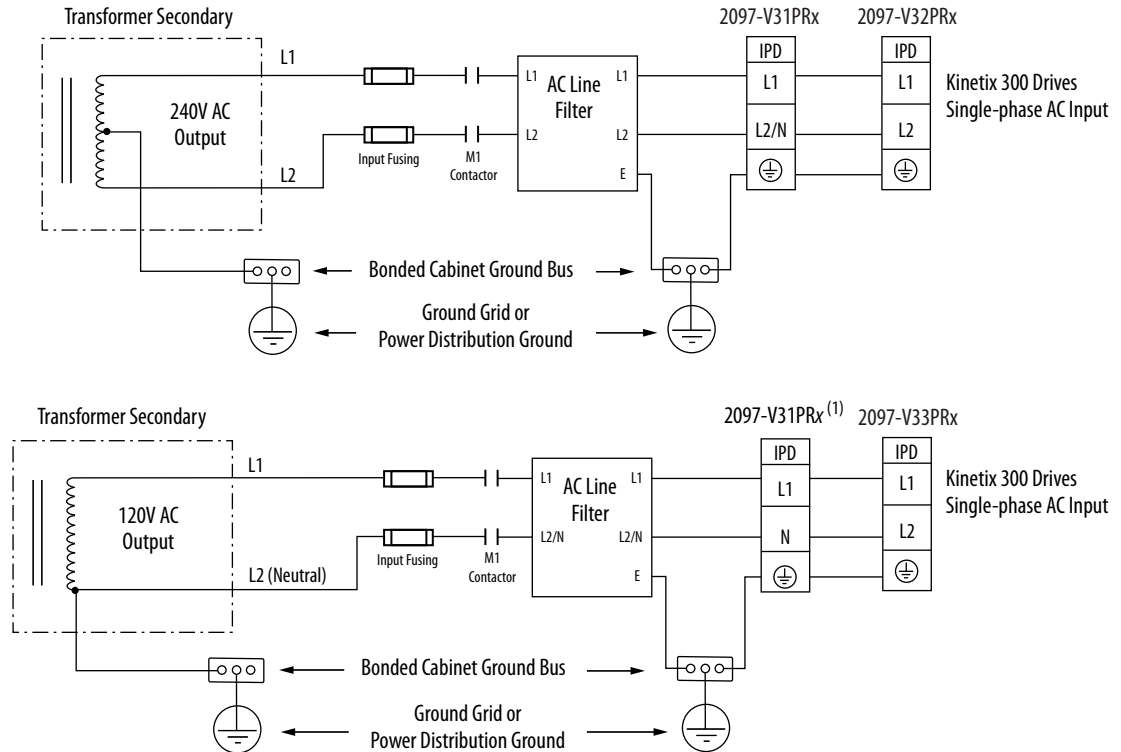 Transformer Secondary
2097-V31PRx
2097-V32PRx
L1
240V AC
Output
L2
Input Fusing
M1
Contactor
L1
L1
AC Line
Filter
L2
L2
E
IPD
L1
L2/N
IPD
L1
L2
Kinetix 300 Drives
Single-phase AC Input
Bonded Cabinet Ground Bus
Ground Grid or
Power Distribution Ground
Transformer Secondary
2097-V31PRx (1)
2097-V33PRx
L1
120V AC
Output
L2 (Neutral)
Input Fusing
M1
Contactor
L1
L1
AC Line
Filter
L2/N
L2/N
E
IPD
L1
N
IPD
L1
L2
Kinetix 300 Drives
Single-phase AC Input
Bonded Cabinet Ground Bus
Ground Grid or
Power Distribution Ground